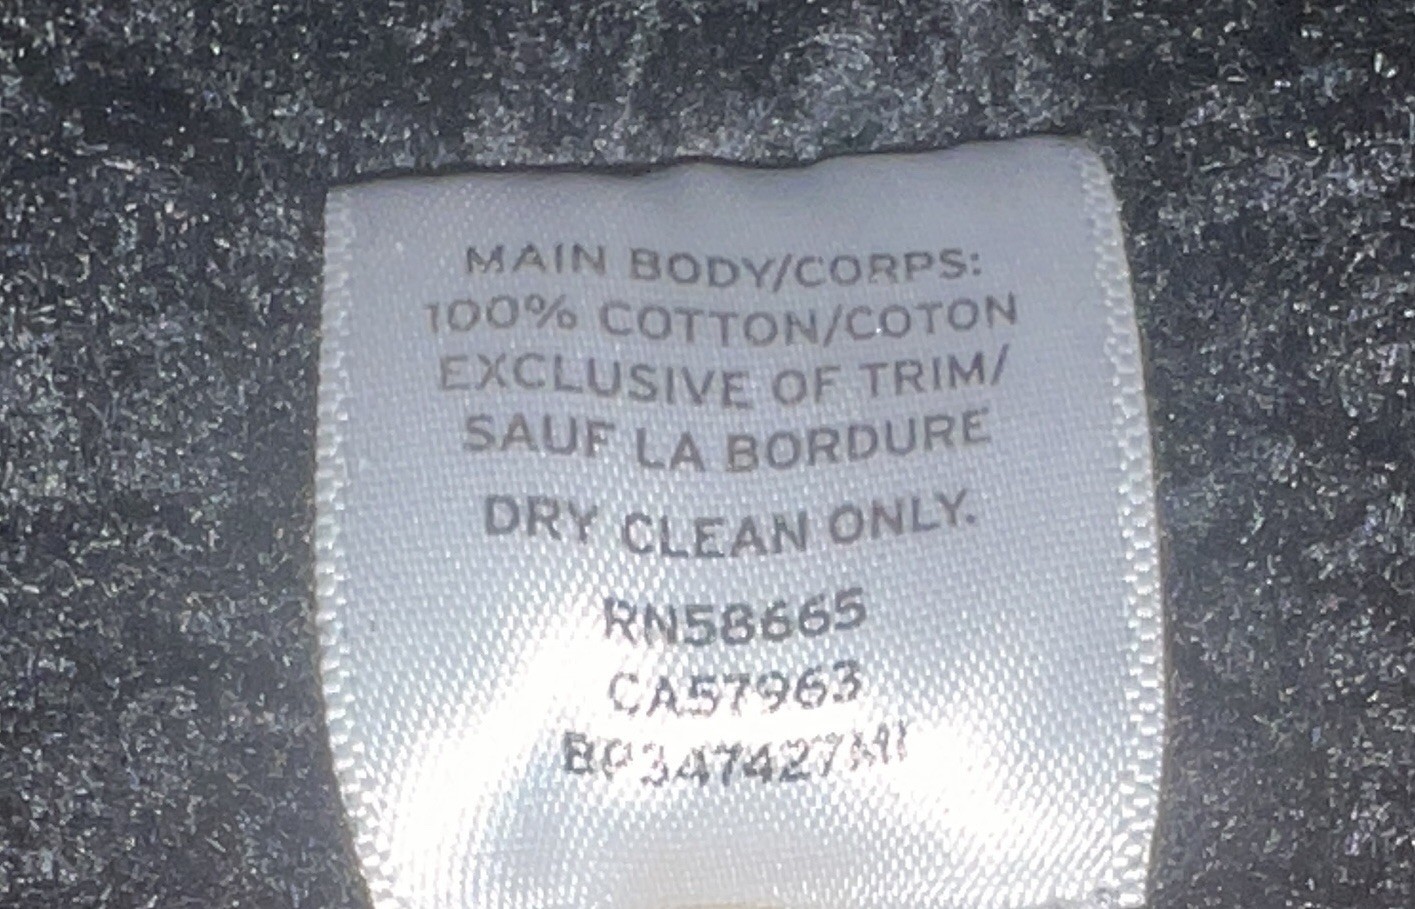 MAIN BODY/CORPS:
100% COTTON/COTON
EXCLUSIVE OF TRIM/
SAUF LA BORDURE
DRY CLEAN ONLY.
RN58665
CA57963